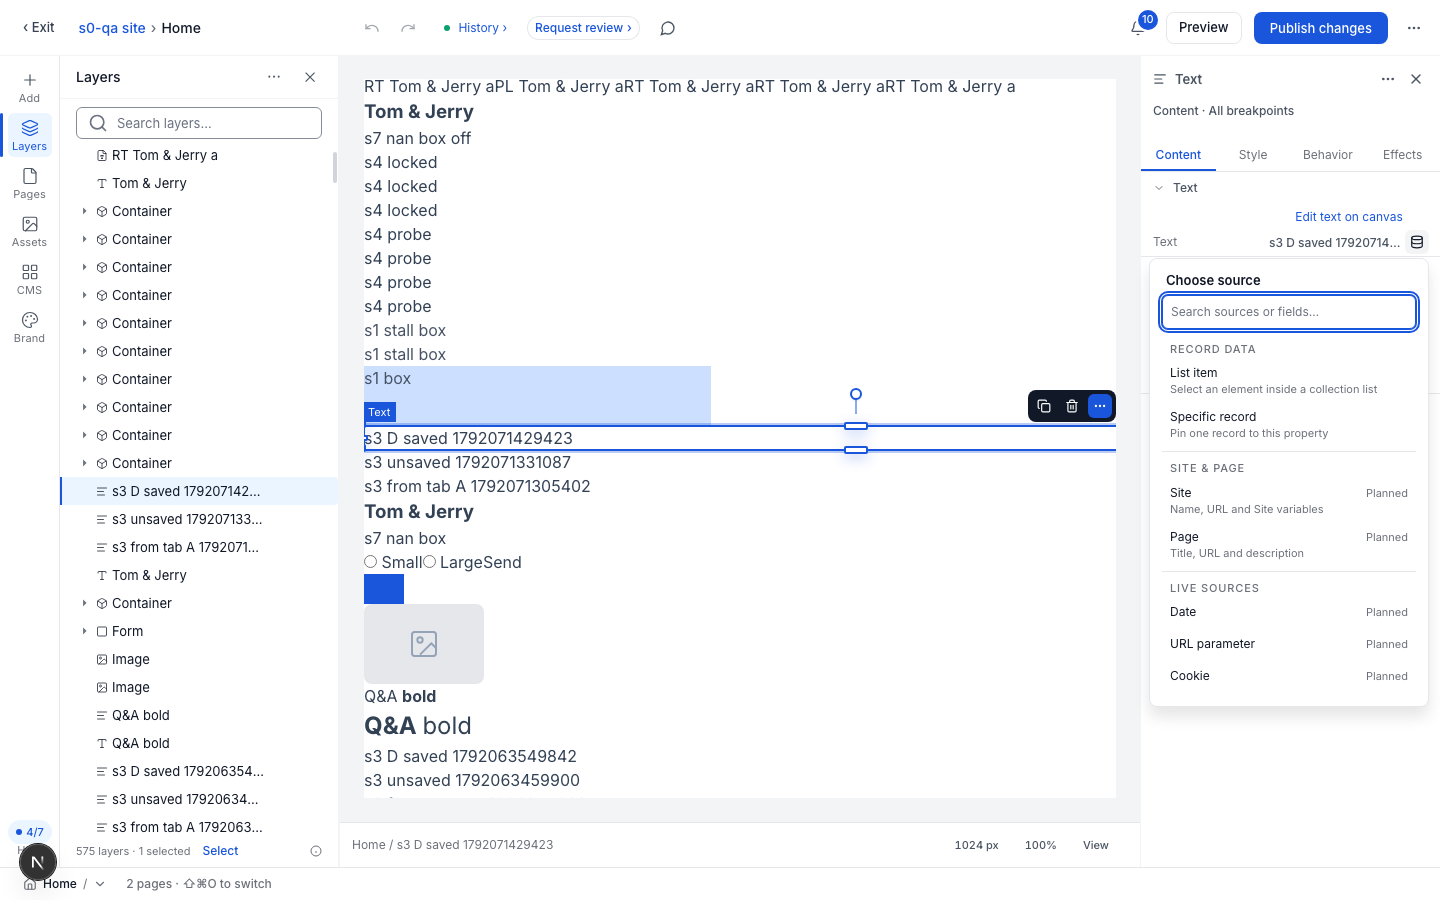 ‹ Exit
s0-qa site › Home
History ›
Request review ›
10
Preview
Publish changes
Add
Layers
Pages
Assets
CMS
Brand
4/7
N
Layers
Search layers...
RT Tom & Jerry a
Tom & Jerry
Container
Container
Container
Container
Container
Container
Container
Container
Container
Container
s3 D saved 179207142...
s3 unsaved 179207133...
s3 from tab A 1792071...
Tom & Jerry
Container
Form
Image
Image
Q&A bold
Q&A bold
s3 D saved 179206354...
s3 unsaved 17920634...
s3 from tab A 1792063...
575 layers · 1 selected Select
RT Tom & Jerry aPL Tom & Jerry aRT Tom & Jerry aRT Tom & Jerry aRT Tom & Jerry a
Tom & Jerry
s7 nan box off
s4 locked
s4 locked
s4 locked
s4 probe
s4 probe
s4 probe
s4 probe
s1 stall box
s1 stall box
s1 box
Text
s3 D saved 1792071429423
s3 unsaved 1792071331087
s3 from tab A 1792071305402
Tom & Jerry
s7 nan box
Small LargeSend
Q&A bold
Q&A bold
s3 D saved 1792063549842
s3 unsaved 1792063459900
Home / s3 D saved 1792071429423
1024 px 100% View
Text
Content · All breakpoints
Content Style Behavior Effects
Text
Edit text on canvas
Text s3 D saved 17920714...
Choose source
Search sources or fields...
RECORD DATA
List item
Select an element inside a collection list
Specific record
Pin one record to this property
SITE & PAGE
Site Planned
Name, URL and Site variables
Page Planned
Title, URL and description
LIVE SOURCES
Date Planned
URL parameter Planned
Cookie Planned
Home / 2 pages · ⇧⌘O to switch